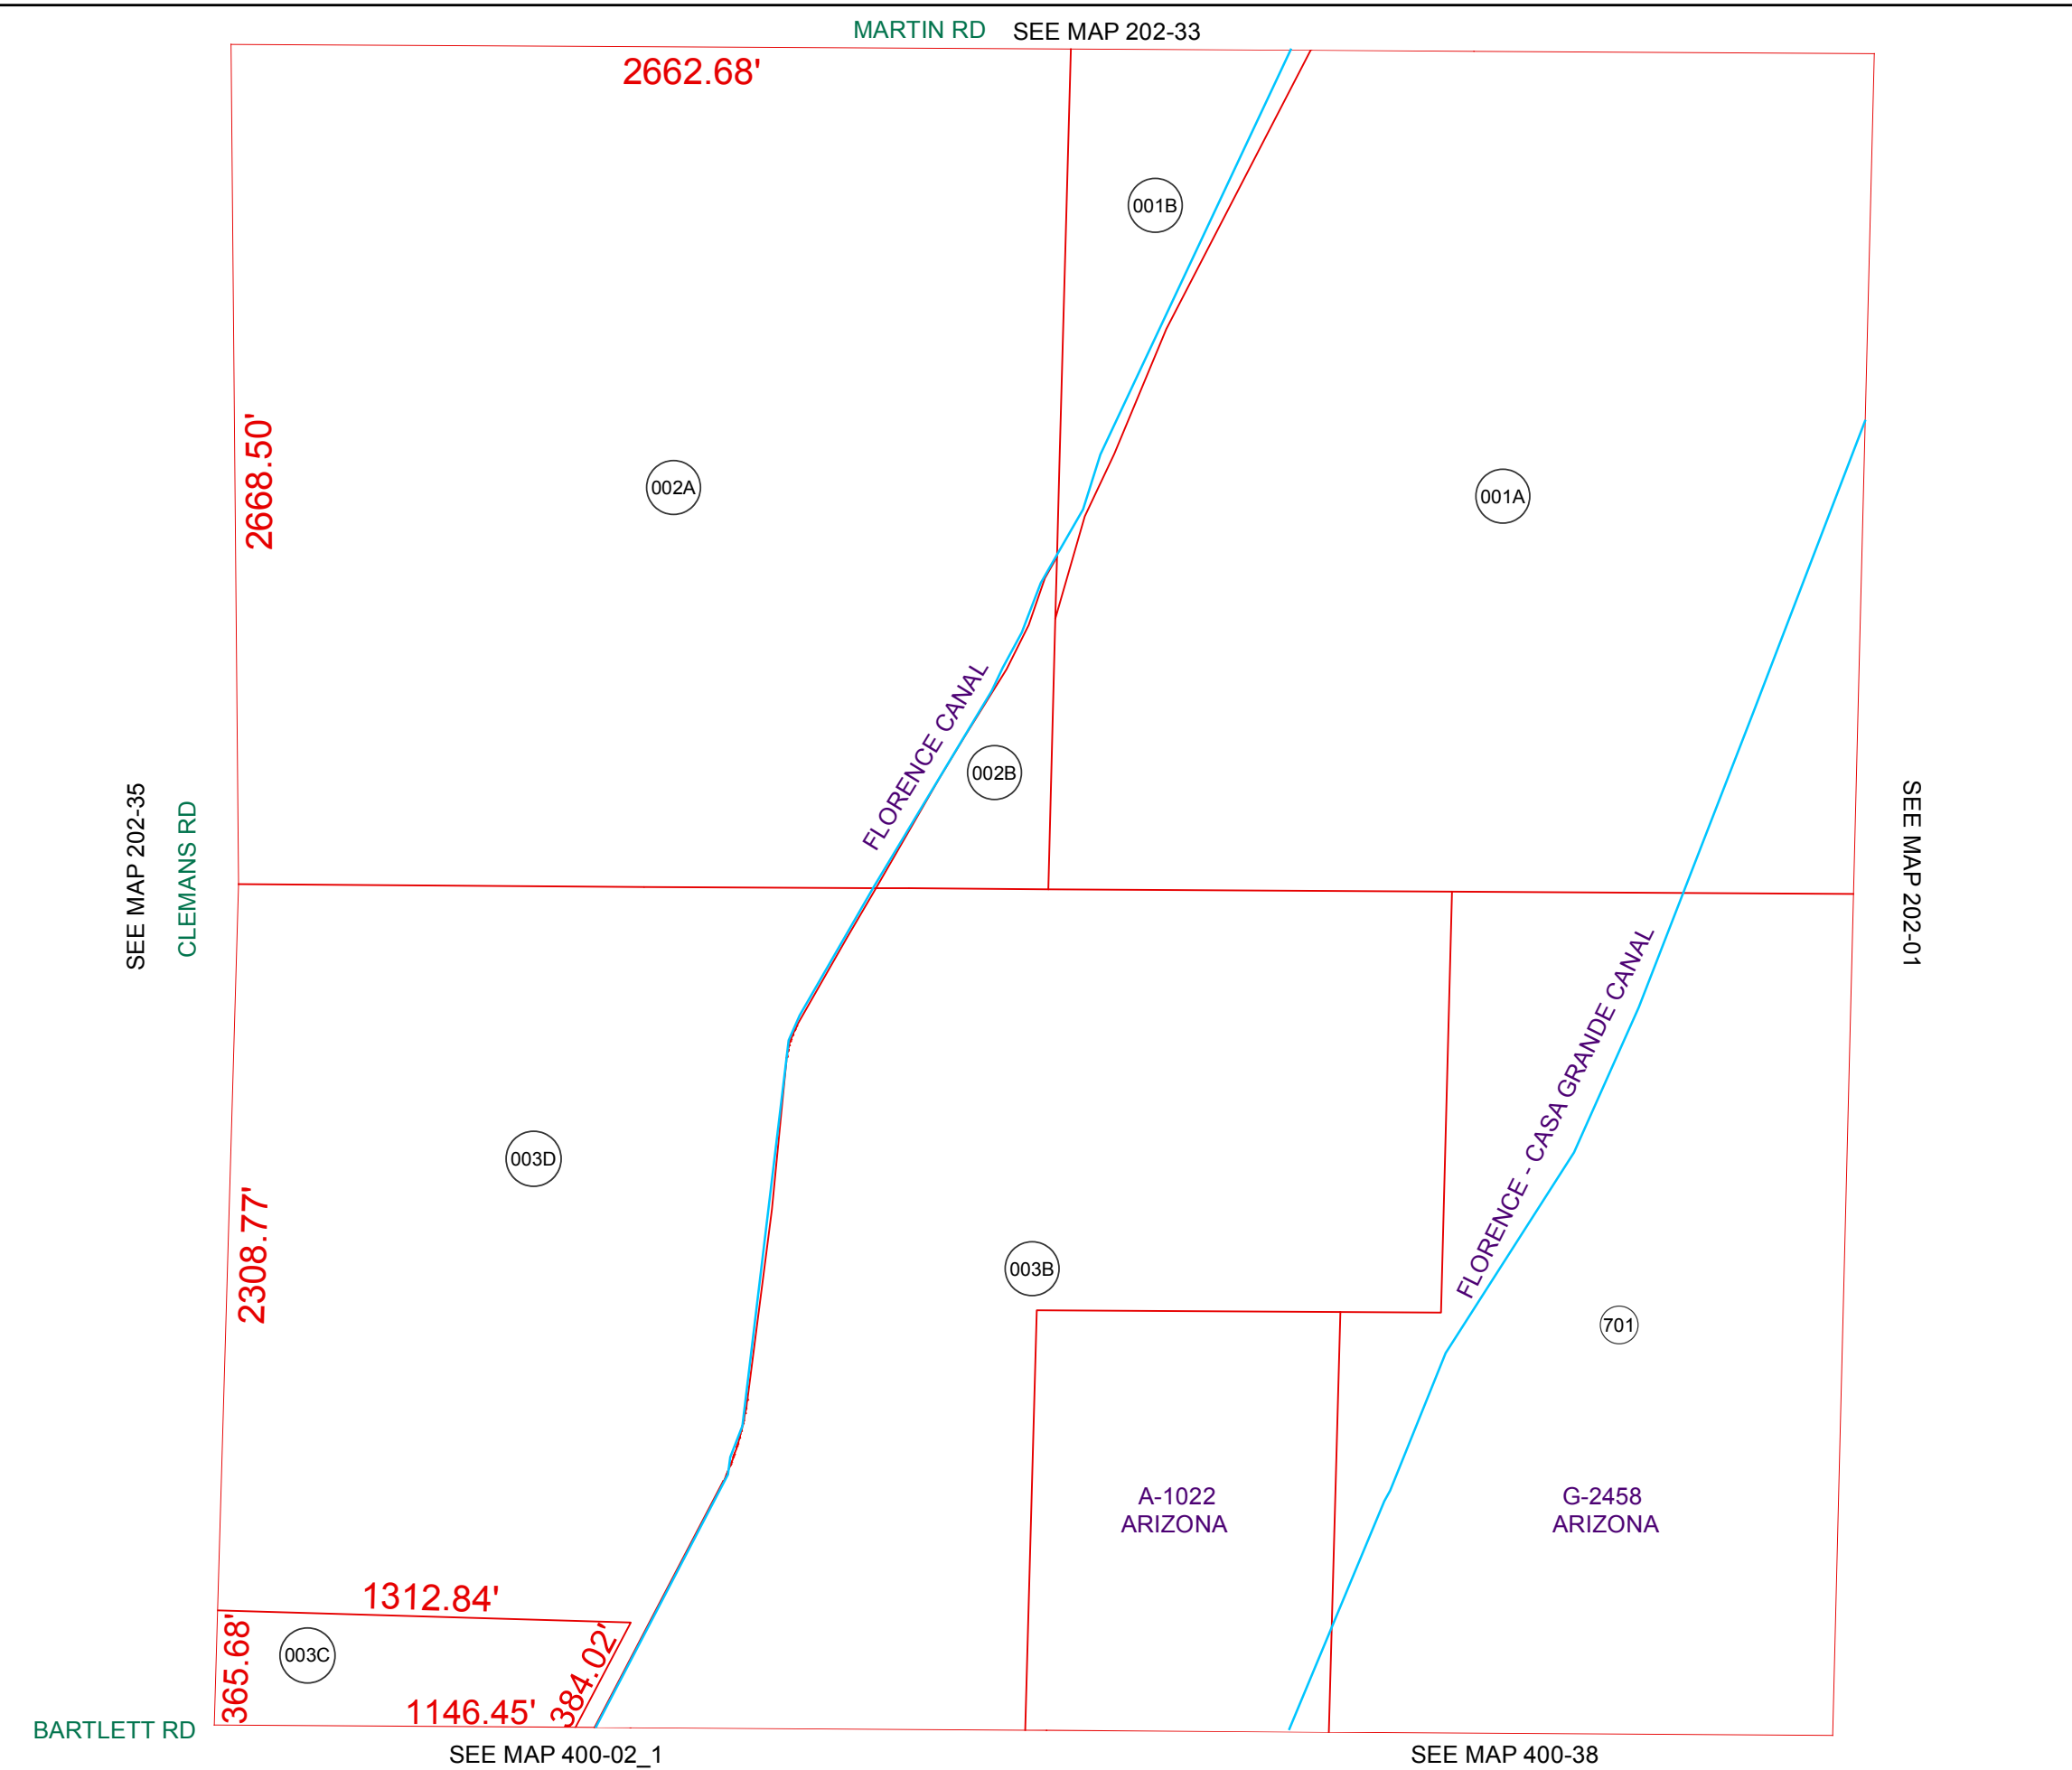 MARTIN RD
SEE MAP 202-33
2662.68'
001B
2668.50'
002A
001A
FLORENCE CANAL
002B
SEE MAP 202-35
CLEMANS RD
SEE MAP 202-01
FLORENCE - CASA GRANDE CANAL
003D
2308.77'
003B
701
A-1022
ARIZONA
G-2458
ARIZONA
1312.84'
365.68'
003C
384.02'
1146.45'
BARTLETT RD
SEE MAP 400-02_1
SEE MAP 400-38